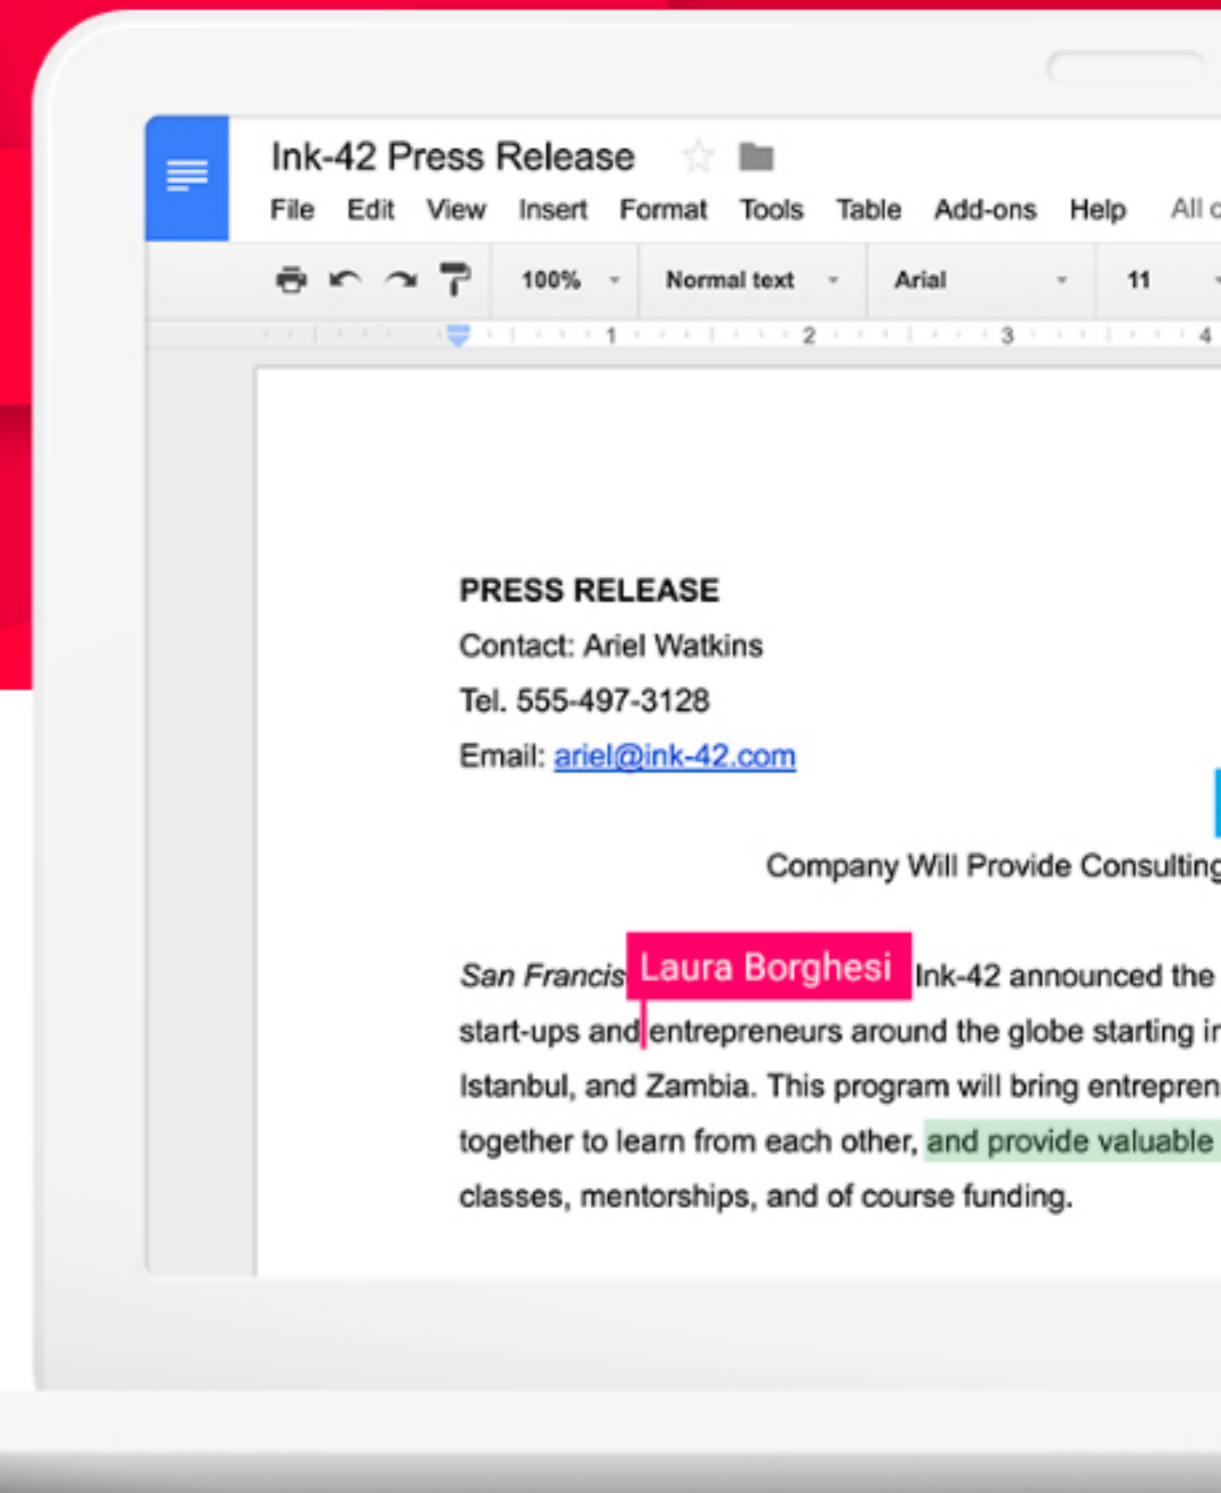 Ink-42 Press Release
File Edit View Insert Format Tools Table Add-ons Help All
100% Normal text Arial 11
1 2 3 4
PRESS RELEASE
Contact: Ariel Watkins
Tel. 555-497-3128
Email: ariel@ink-42.com
Company Will Provide Consulting
Laura Borghesi
San Francis Ink-42 announced the
start-ups and entrepreneurs around the globe starting
Istanbul, and Zambia. This program will bring entrepren
together to learn from each other, and provide valuable
classes, mentorships, and of course funding.